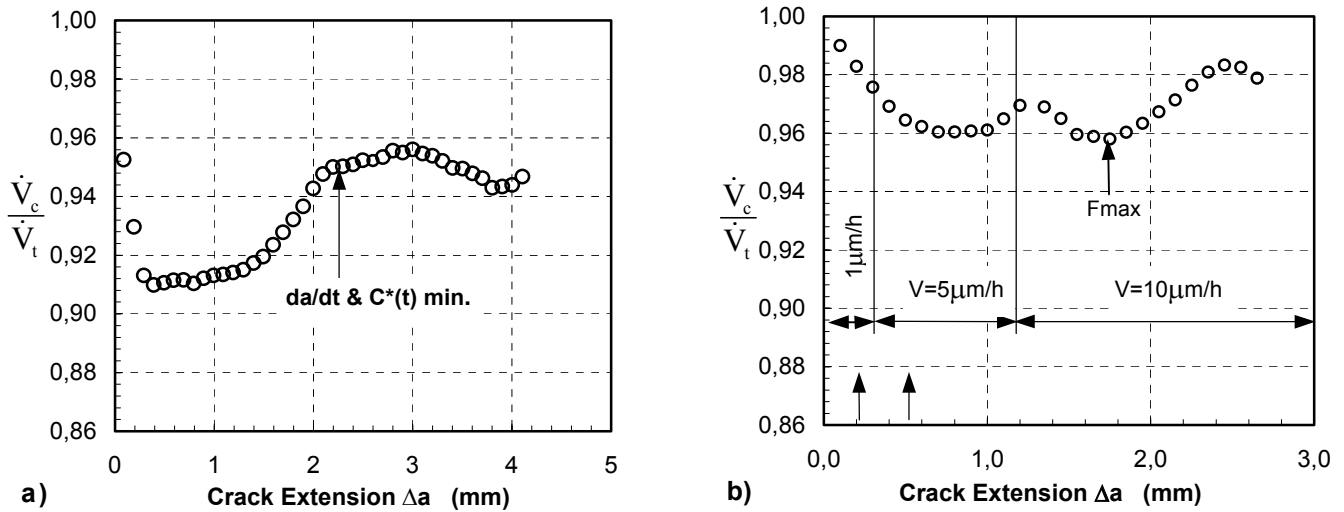 1,00
0,98
0,96
0,94
0,92
0,90
0,88
0,86
V̇c
V̇t
da/dt & C*(t) min.
0
1
2
3
4
5
a)
Crack Extension Δa (mm)
1,00
0,98
0,96
0,94
0,92
0,90
0,88
0,86
V̇c
V̇t
Fmax
1μm/h
V=5μm/h
V=10μm/h
0,0
1,0
2,0
3,0
b)
Crack Extension Δa (mm)